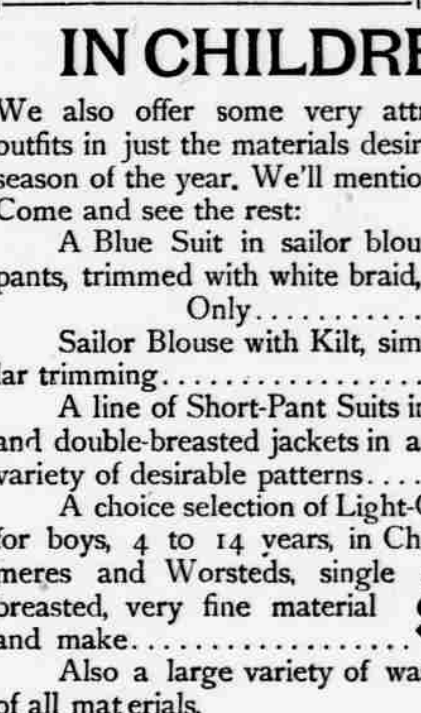 IN CHILDRE
We also offer some very attr
outfits in just the materials desir
season of the year. We'll mentio
Come and see the rest:
A Blue Suit in sailor blou
pants, trimmed with white braid,
Only...........
Sailor Blouse with Kilt, sim
lar trimming..................
A line of Short-Pant Suits in
and double-breasted jackets in a
variety of desirable patterns....
A choice selection of Light-C
for boys, 4 to 14 years, in Ch
meres and Worsteds, single
breasted, very fine material
and make...................
Also a large variety of wa
of all materials.